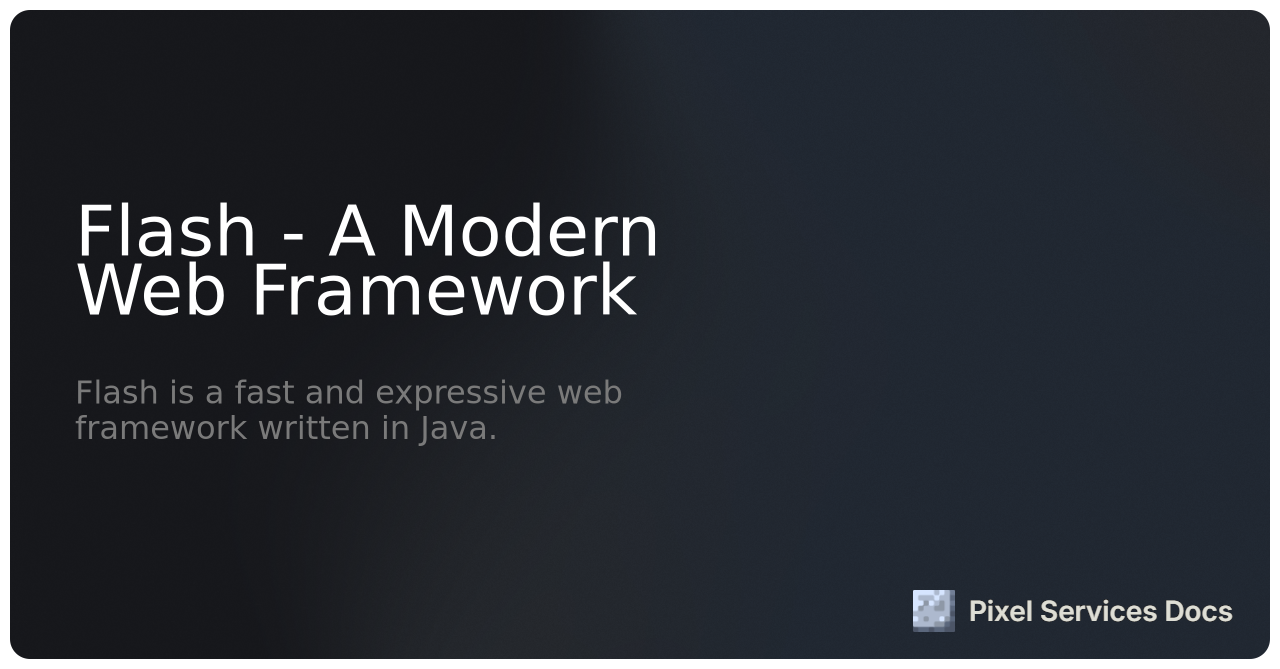 Flash - A Modern
Web Framework
Flash is a fast and expressive web
framework written in Java.
Pixel Services Docs